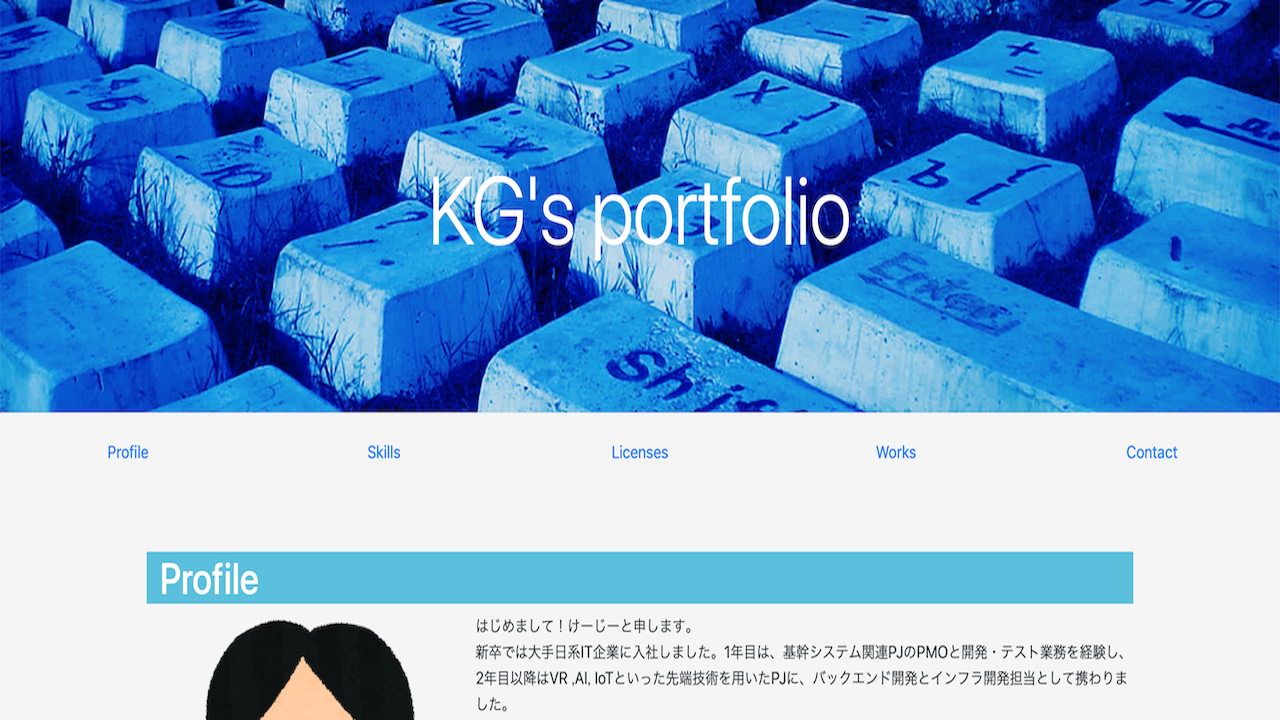 KG's portfolio
Shif
Enter
Profile
Skills
Licenses
Works
Contact
Profile
はじめまして！けーじーと申します。
新卒では大手日系IT企業に入社しました。1年目は、基幹システム関連PJのPMOと開発・テスト業務を経験し、
2年目以降はVR ,AI, IoTといった先端技術を用いたPJに、バックエンド開発とインフラ開発担当として携わりま
した。